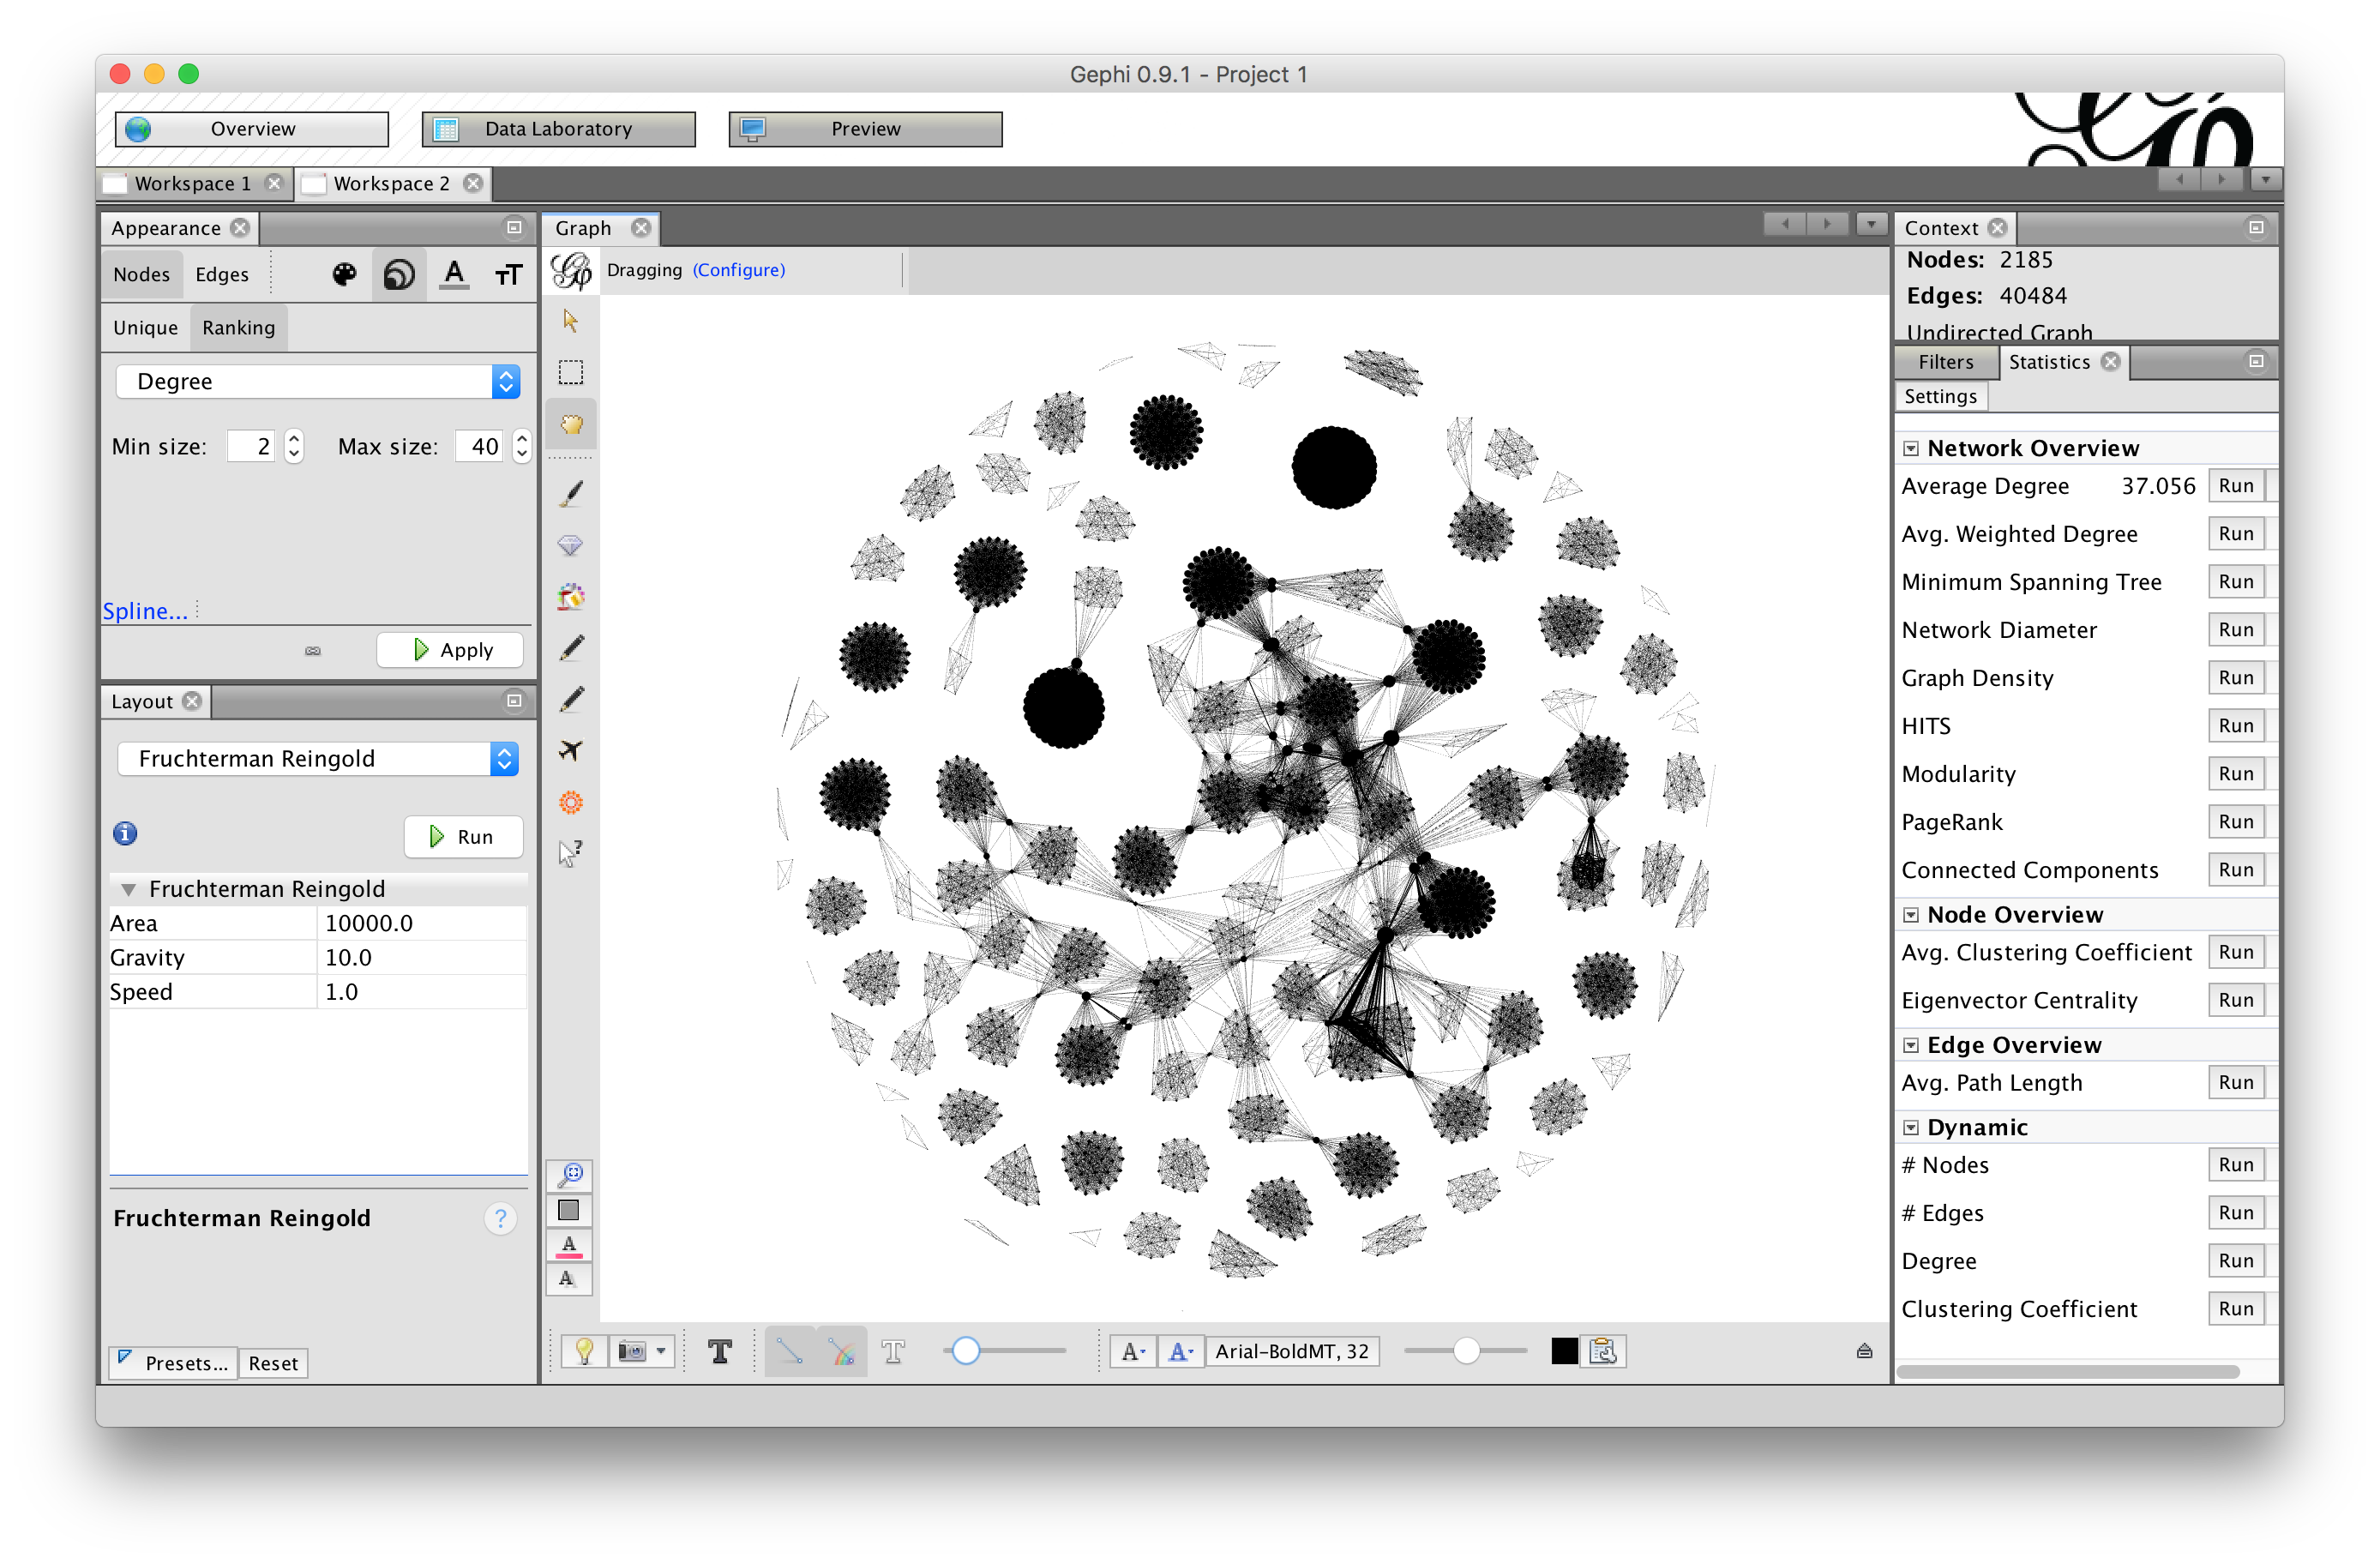 Gephi 0.9.1 - Project 1
Overview
Data Laboratory
Preview
Workspace 1
Workspace 2
Appearance
Nodes
Edges
A
TT
Unique
Ranking
Degree
Min size: 2
Max size: 40
Spline...
Apply
Layout
Fruchterman Reingold
i
Run
Fruchterman Reingold
Area 10000.0
Gravity 10.0
Speed 1.0
Fruchterman Reingold
?
Presets...
Reset
Graph
Dragging (Configure)
?
A
A
T
T
A
A
Arial-BoldMT, 32
Context
Nodes: 2185
Edges: 40484
Undirected Graph
Filters
Statistics
Settings
Network Overview
Average Degree 37.056 Run
Avg. Weighted Degree Run
Minimum Spanning Tree Run
Network Diameter Run
Graph Density Run
HITS Run
Modularity Run
PageRank Run
Connected Components Run
Node Overview
Avg. Clustering Coefficient Run
Eigenvector Centrality Run
Edge Overview
Avg. Path Length Run
Dynamic
# Nodes Run
# Edges Run
Degree Run
Clustering Coefficient Run